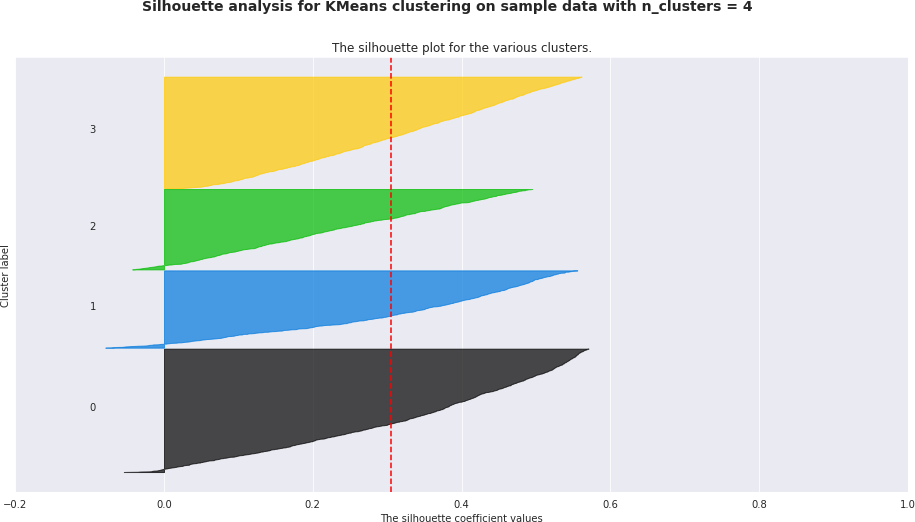 Silhouette analysis for KMeans clustering on sample data with n_clusters = 4
The silhouette plot for the various clusters.
3
2
1
0
Cluster label
−0.2 0.0 0.2 0.4 0.6 0.8 1.0
The silhouette coefficient values